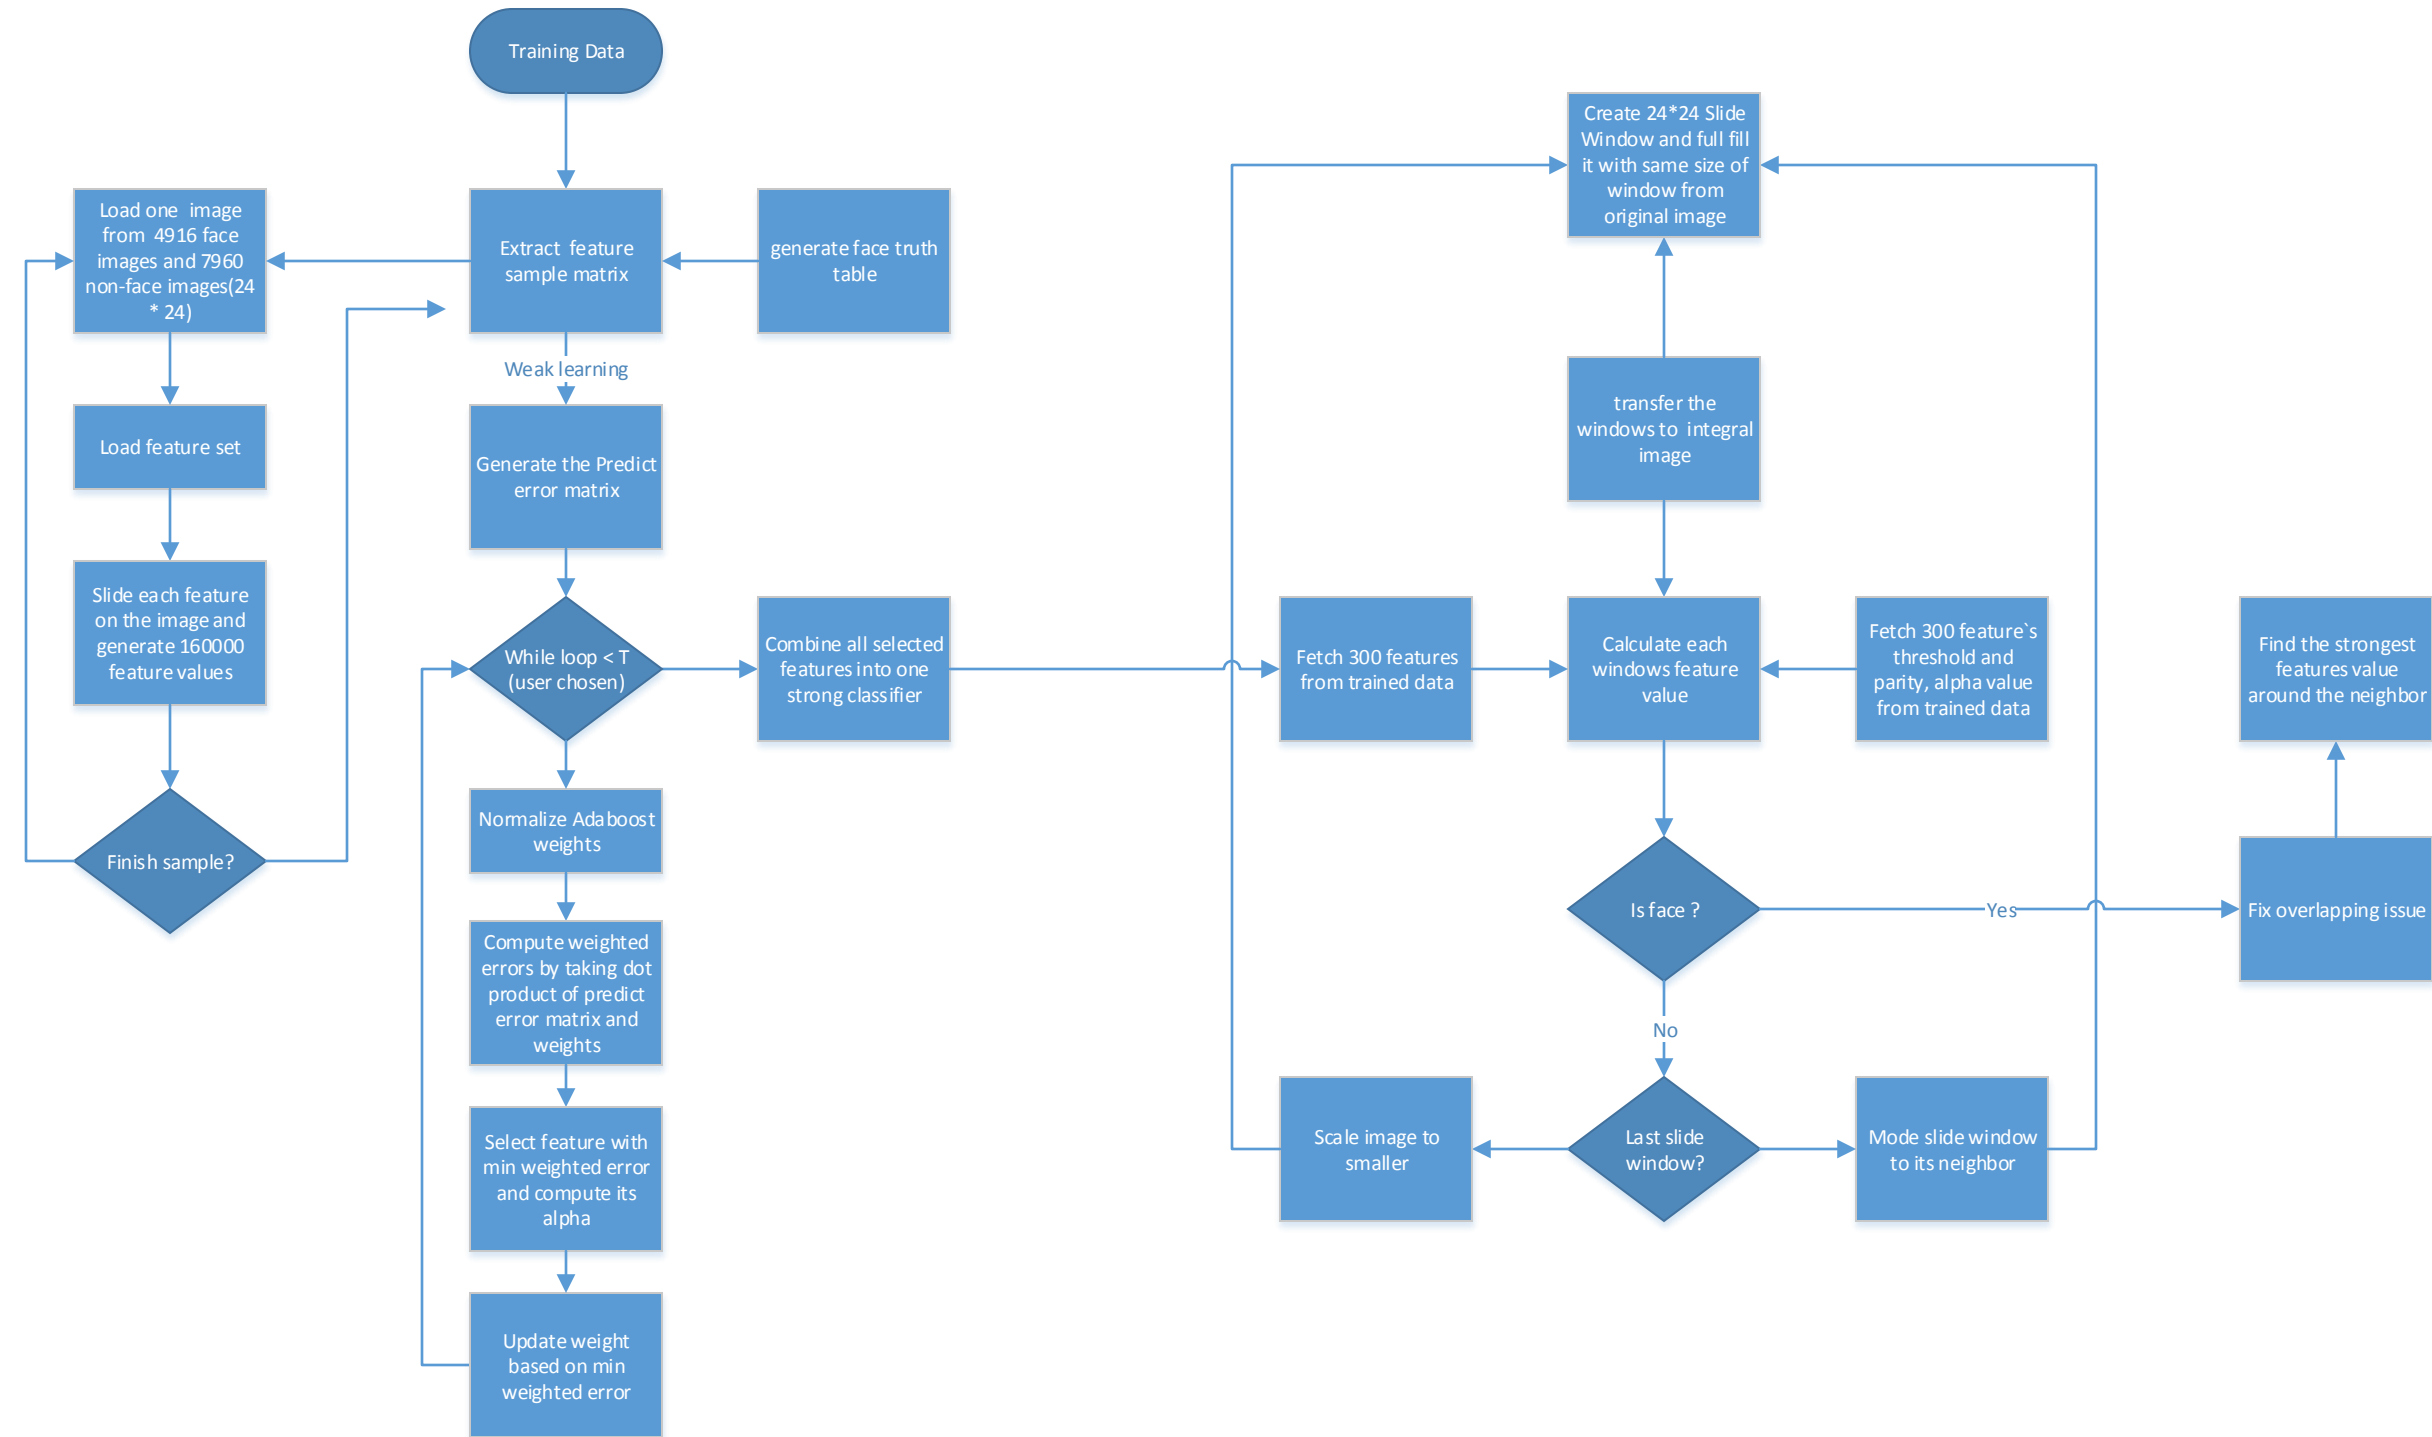 Training Data
Load one image
from 4916 face
images and 7960
non-face images(24
* 24)
Extract feature
sample matrix
generate face truth
table
Weak learning
Load feature set
Generate the Predict
error matrix
Slide each feature
on the image and
generate 160000
feature values
Finish sample?
While loop < T
(user chosen)
Combine all selected
features into one
strong classifier
Normalize Adaboost
weights
Compute weighted
errors by taking dot
product of predict
error matrix and
weights
Select feature with
min weighted error
and compute its
alpha
Update weight
based on min
weighted error
Create 24*24 Slide
Window and full fill
it with same size of
window from
original image
transfer the
windows to integral
image
Fetch 300 features
from trained data
Calculate each
windows feature
value
Fetch 300 feature`s
threshold and
parity, alpha value
from trained data
Find the strongest
features value
around the neighbor
Is face ?
Yes
Fix overlapping issue
No
Scale image to
smaller
Last slide
window?
Mode slide window
to its neighbor